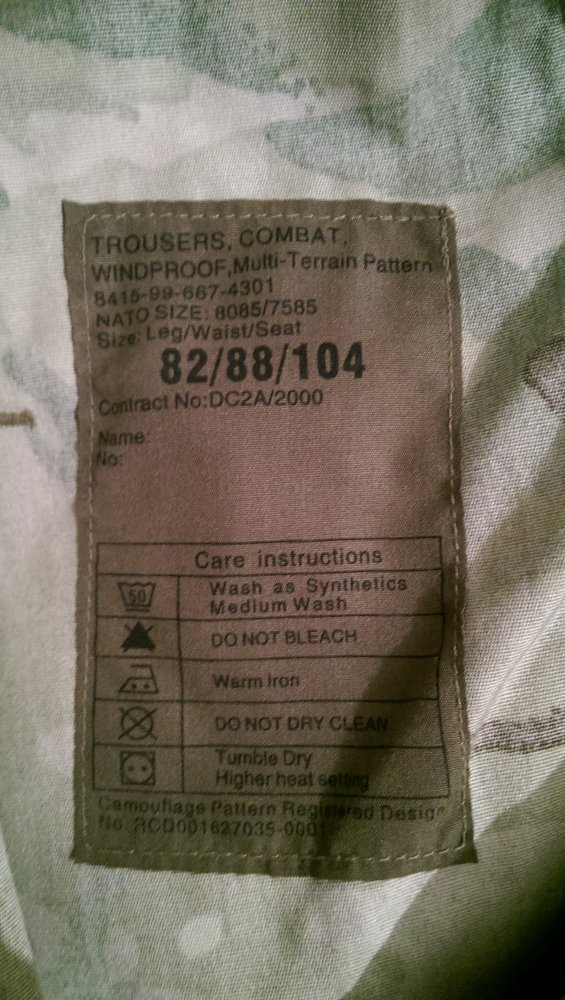 TROUSERS, COMBAT,
WINDPROOF,Multi-Terrain Pattern
8415-99-667-4301
NATO SIZE: 8085/7585
Size: Leg/Waist/Seat
82/88/104
Contract No:DC2A/2000
Name:
No:
Care instructions
50 Wash as Synthetics
Medium Wash
DO NOT BLEACH
Warm Iron
DO NOT DRY CLEAN
Tumble Dry
Higher heat setting
Camouflage Pattern Registered Design
No. RCD001627035-0001